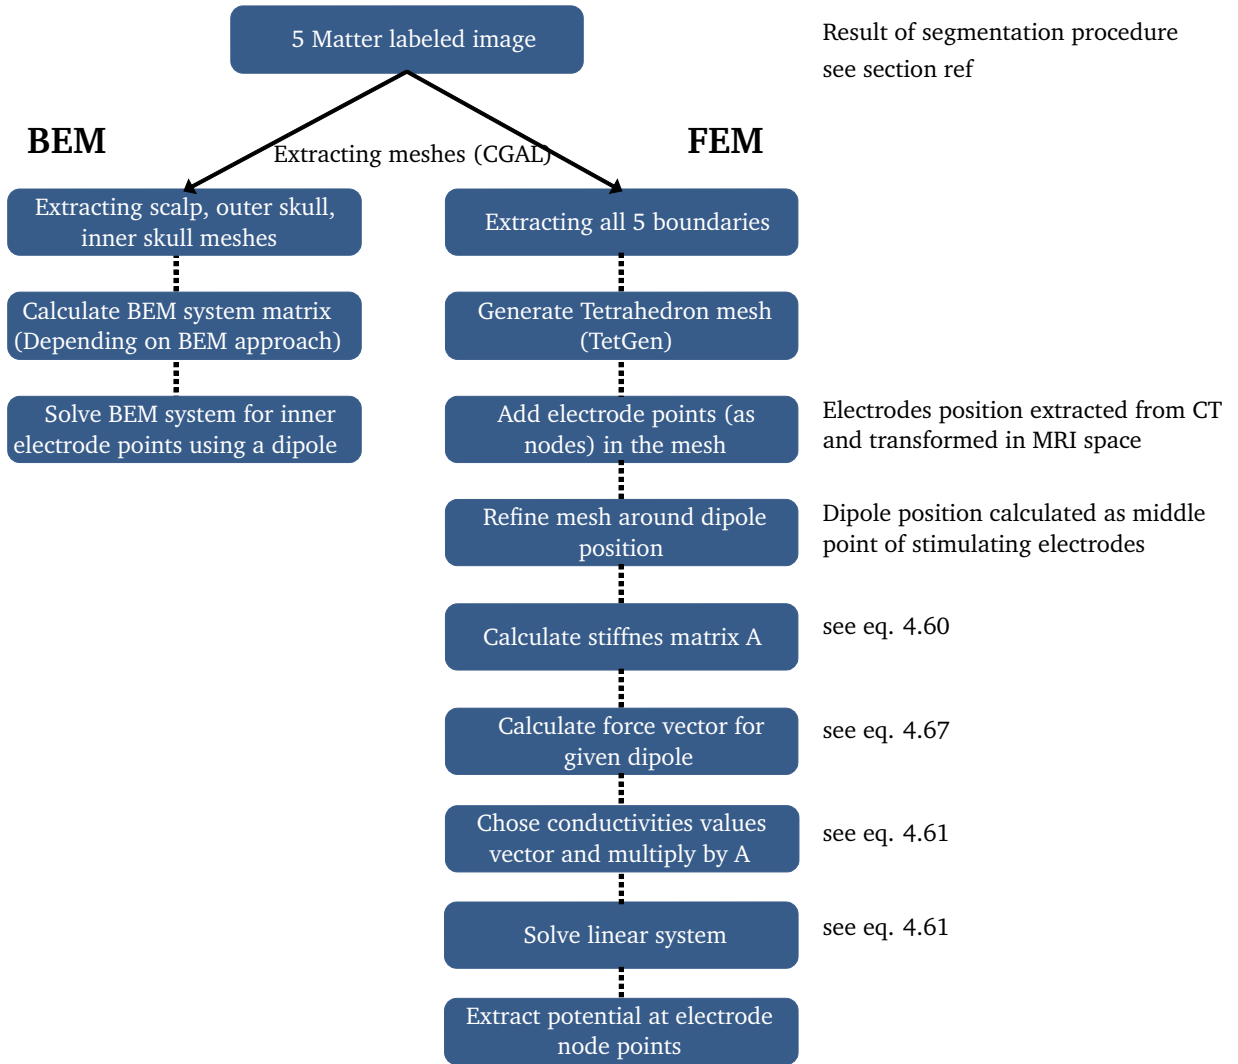 5 Matter labeled image
Result of segmentation procedure
see section ref
BEM
FEM
Extracting meshes (CGAL)
Extracting scalp, outer skull,
inner skull meshes
Extracting all 5 boundaries
Calculate BEM system matrix
(Depending on BEM approach)
Generate Tetrahedron mesh
(TetGen)
Solve BEM system for inner
electrode points using a dipole
Add electrode points (as
nodes) in the mesh
Electrodes position extracted from CT
and transformed in MRI space
Refine mesh around dipole
position
Dipole position calculated as middle
point of stimulating electrodes
Calculate stiffnes matrix A
see eq. 4.60
Calculate force vector for
given dipole
see eq. 4.67
Chose conductivities values
vector and multiply by A
see eq. 4.61
Solve linear system
see eq. 4.61
Extract potential at electrode
node points